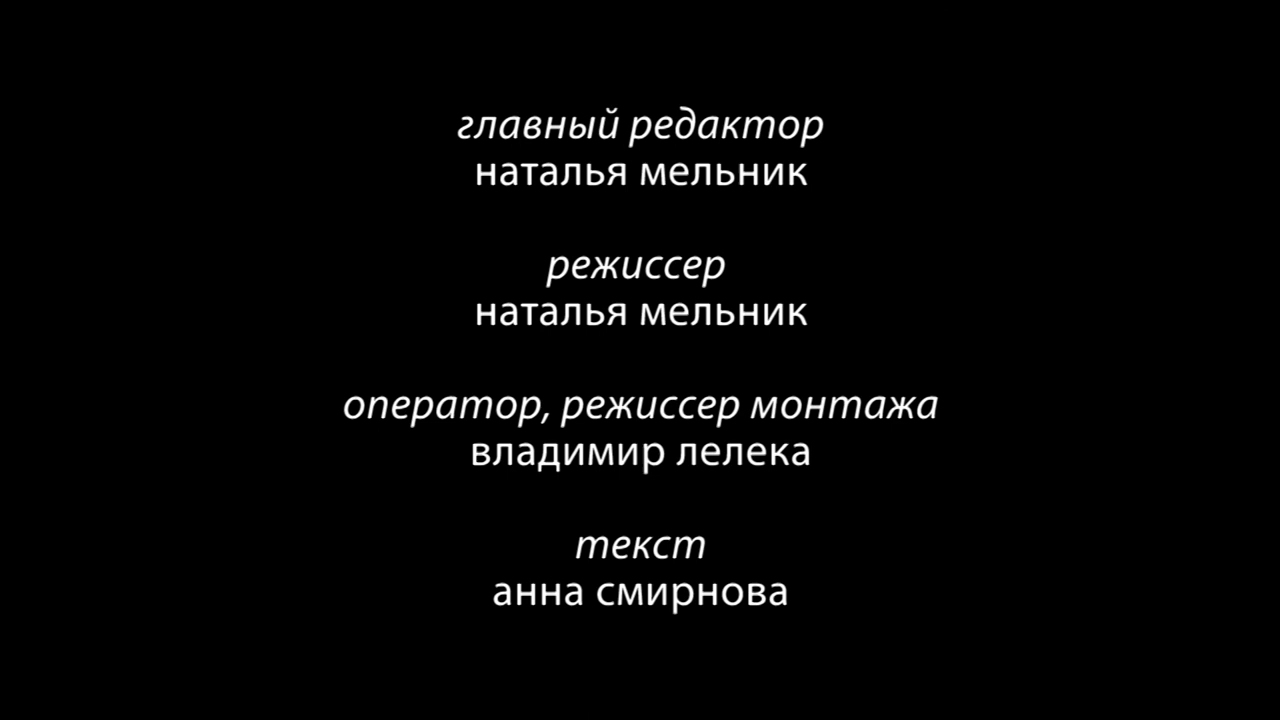 главный редактор
наталья мельник
режиссер
наталья мельник
оператор, режиссер монтажа
владимир лелека
текст
анна смирнова